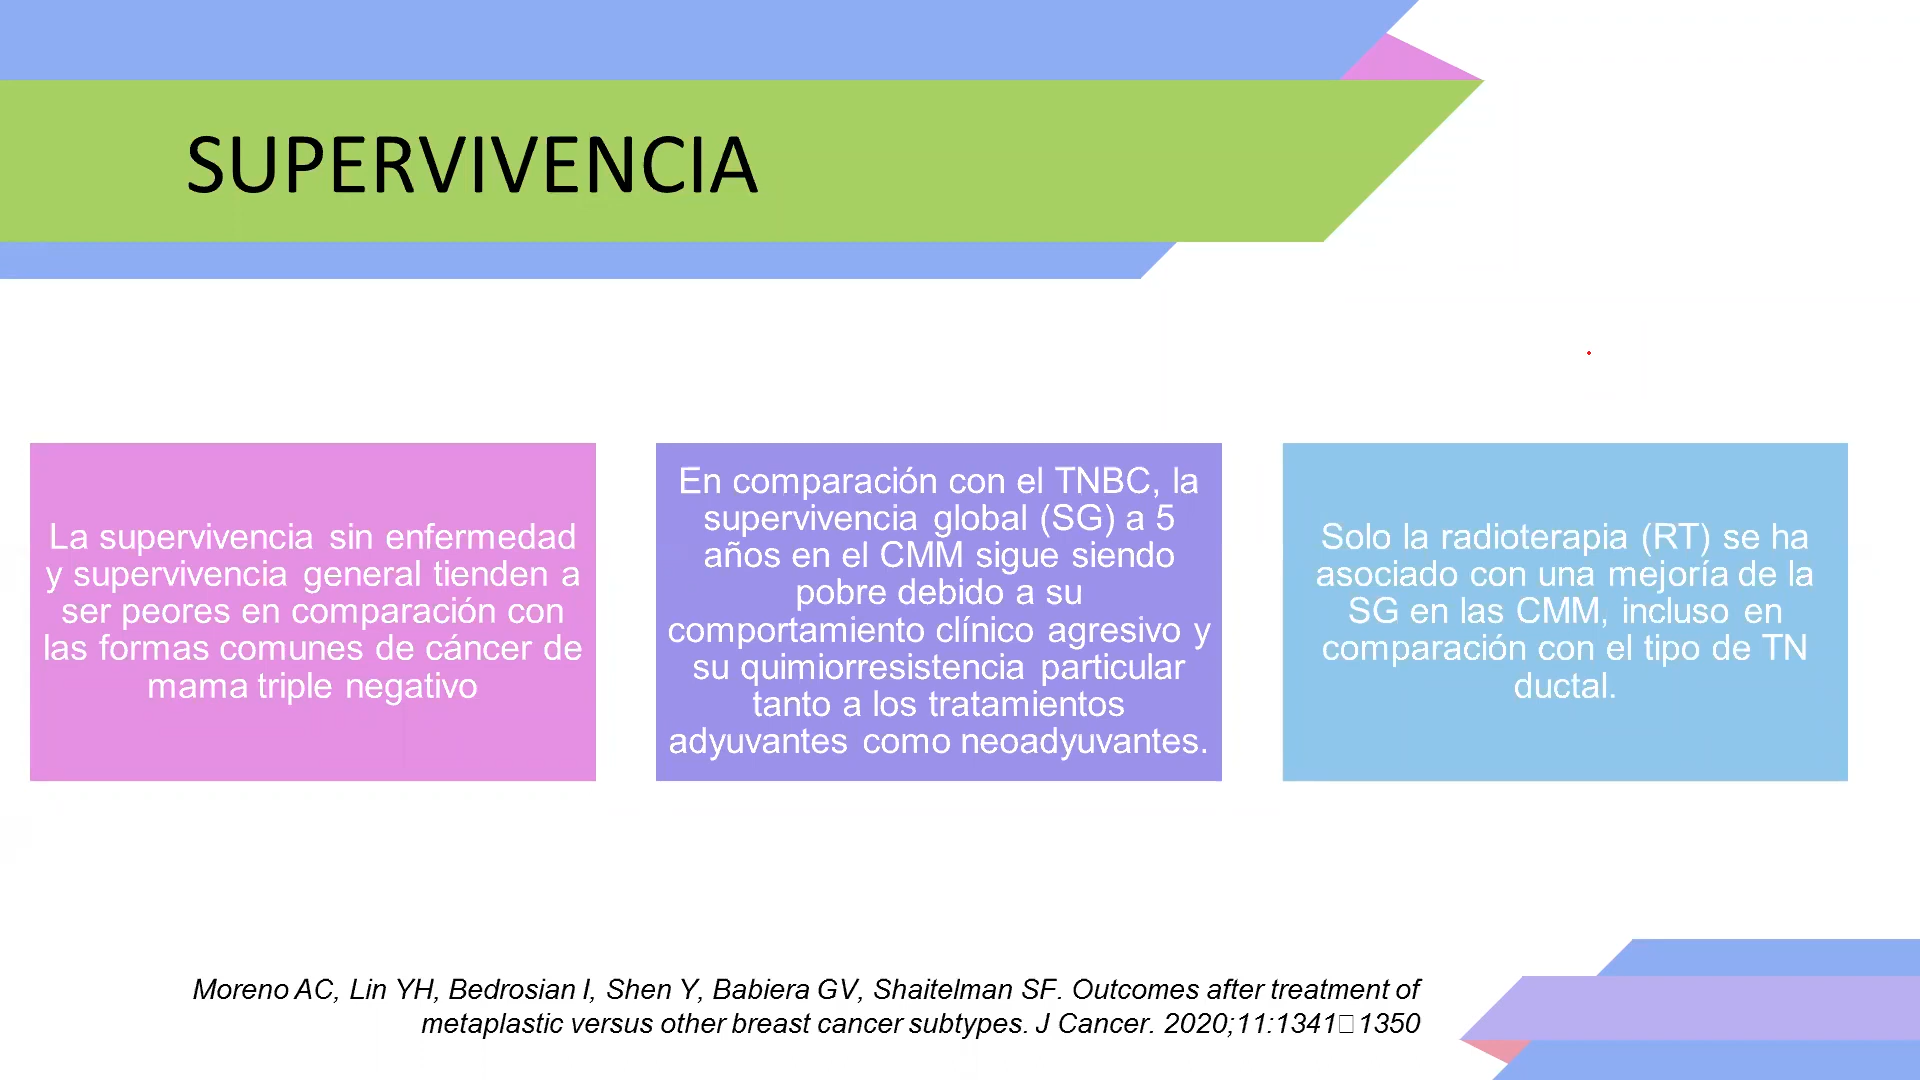 SUPERVIVENCIA
La supervivencia sin enfermedad
y supervivencia general tienden a
ser peores en comparación con
las formas comunes de cáncer de
mama triple negativo
En comparación con el TNBC, la
supervivencia global (SG) a 5
años en el CMM sigue siendo
pobre debido a su
comportamiento clínico agresivo y
su quimiorresistencia particular
tanto a los tratamientos
adyuvantes como neoadyuvantes.
Solo la radioterapia (RT) se ha
asociado con una mejoría de la
SG en las CMM, incluso en
comparación con el tipo de TN
ductal.
Moreno AC, Lin YH, Bedrosian I, Shen Y, Babiera GV, Shaitelman SF. Outcomes after treatment of
metaplastic versus other breast cancer subtypes. J Cancer. 2020;11:1341□1350